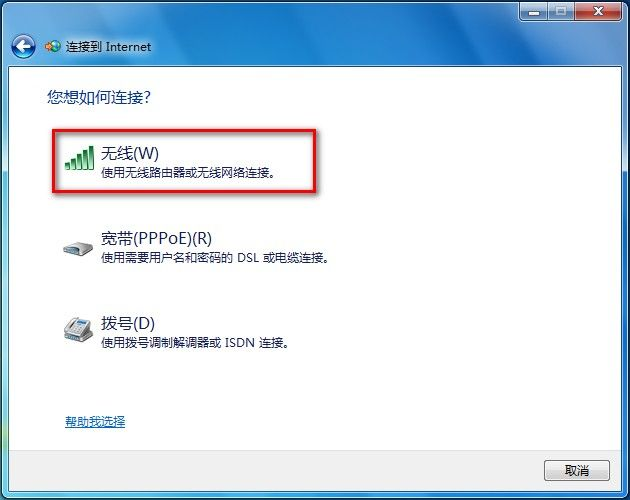 连接到 Internet
您想如何连接?
无线(W)
使用无线路由器或无线网络连接。
宽带(PPPoE)(R)
使用需要用户名和密码的 DSL 或电缆连接。
拨号(D)
使用拨号调制解调器或 ISDN 连接。
帮助我选择
取消